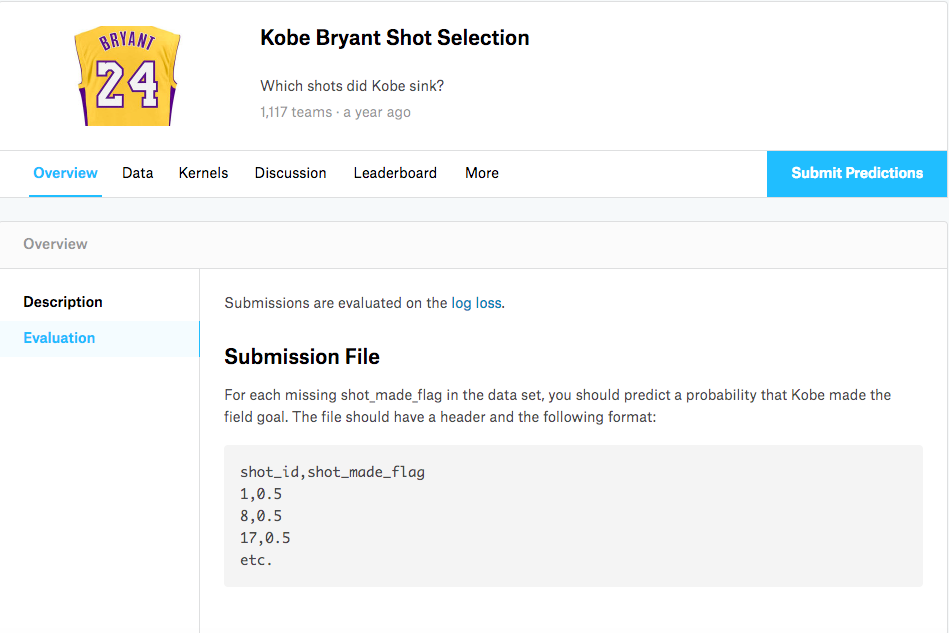 BRYANT
24
Kobe Bryant Shot Selection
Which shots did Kobe sink?
1,117 teams · a year ago
Overview Data Kernels Discussion Leaderboard More Submit Predictions
Overview
Description
Evaluation
Submissions are evaluated on the log loss.
Submission File
For each missing shot_made_flag in the data set, you should predict a probability that Kobe made the
field goal. The file should have a header and the following format:
shot_id,shot_made_flag
1,0.5
8,0.5
17,0.5
etc.